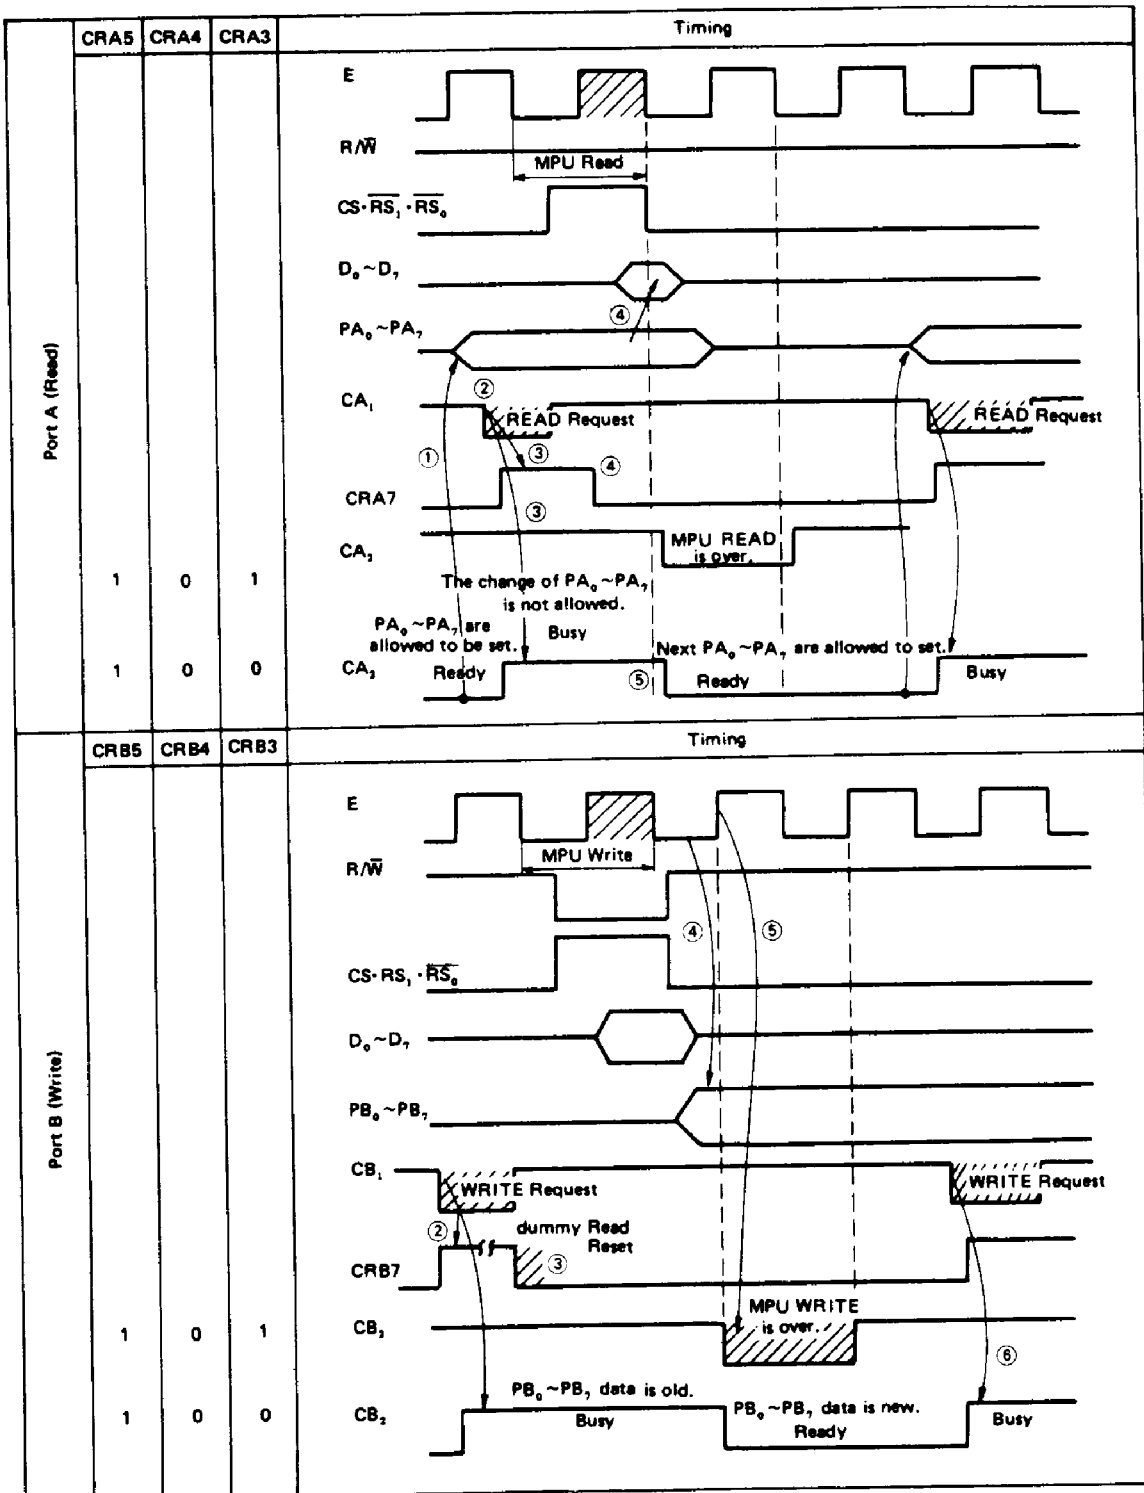 CRA5 CRA4 CRA3 Timing
Port A (Read)
E
R/W̅
MPU Read
CS·R̅S̅₁·R̅S̅₀
D₀~D₇
④
PA₀~PA₇
②
CA₁
READ Request
READ Request
①
③
④
CRA7
③
CA₂
MPU READ
is over.
1 0 1
The change of PA₀~PA₇
is not allowed.
PA₀~PA₇ are
allowed to be set.
Busy
Next PA₀~PA₇ are allowed to set.
1 0 0
CA₂
Ready
⑤
Ready
Busy
CRB5 CRB4 CRB3 Timing
Port B (Write)
E
MPU Write
R/W̅
④
⑤
CS·RS₁·R̅S̅₀
D₀~D₇
PB₀~PB₇
CB₁
WRITE Request
WRITE Request
②
dummy Read
Reset
③
CRB7
MPU WRITE
is over.
1 0 1
CB₂
⑥
PB₀~PB₇ data is old.
PB₀~PB₇ data is new.
1 0 0
CB₂
Busy
Ready
Busy